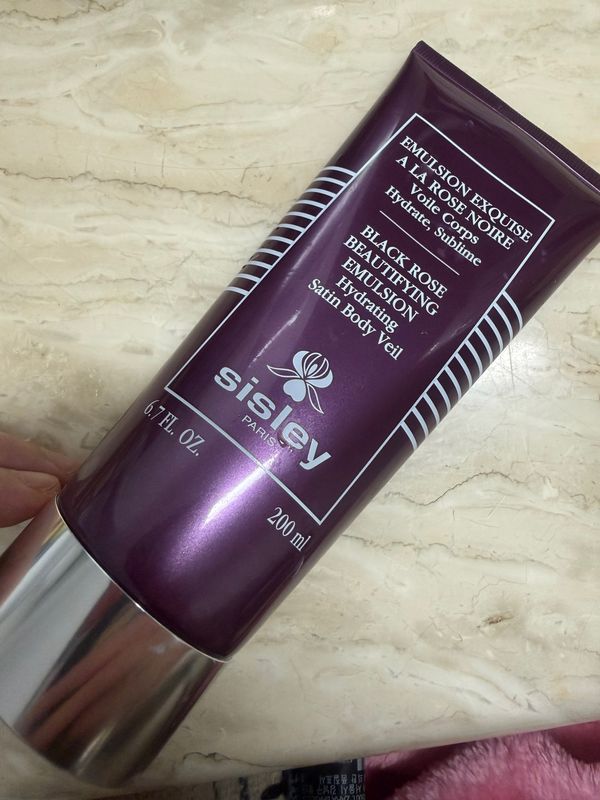 EMULSION EXQUISE
A LA ROSE NOIRE
Voile Corps
Hydrate, Sublime
BLACK ROSE
BEAUTIFYING
EMULSION
Hydrating
Satin Body Veil
sisley
PARIS
6.7 FL. OZ.
200 ml